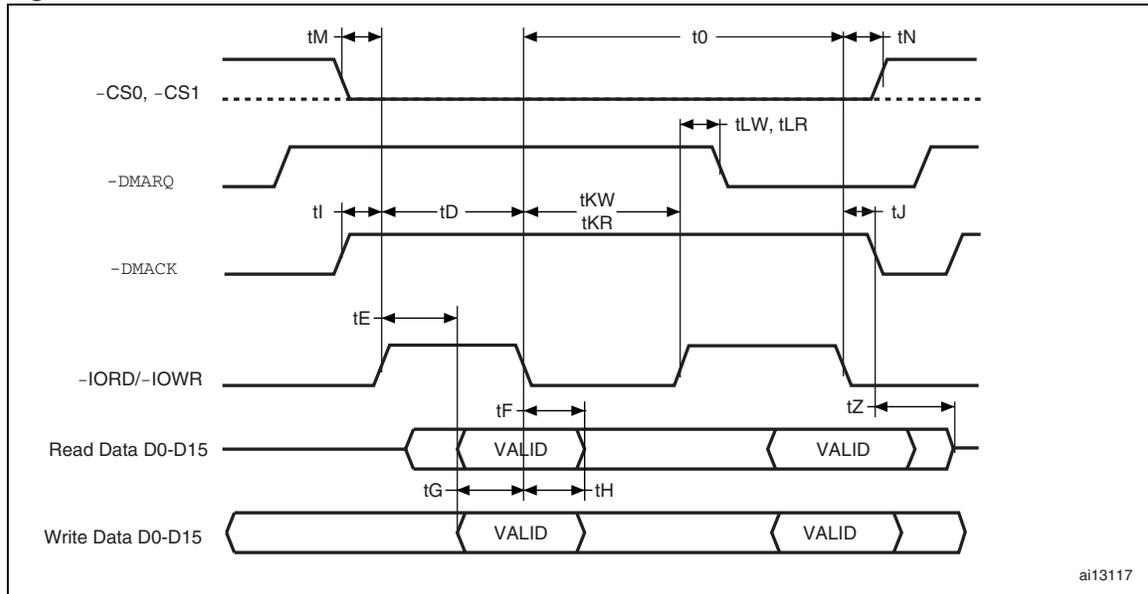 tM
t0
tN
-CS0, -CS1
tLW, tLR
-DMARQ
tI
tD
tKW
tKR
tJ
-DMACK
tE
-IORD/-IOWR
tF
tZ
Read Data D0-D15
VALID
VALID
tG
tH
Write Data D0-D15
VALID
VALID
ai13117